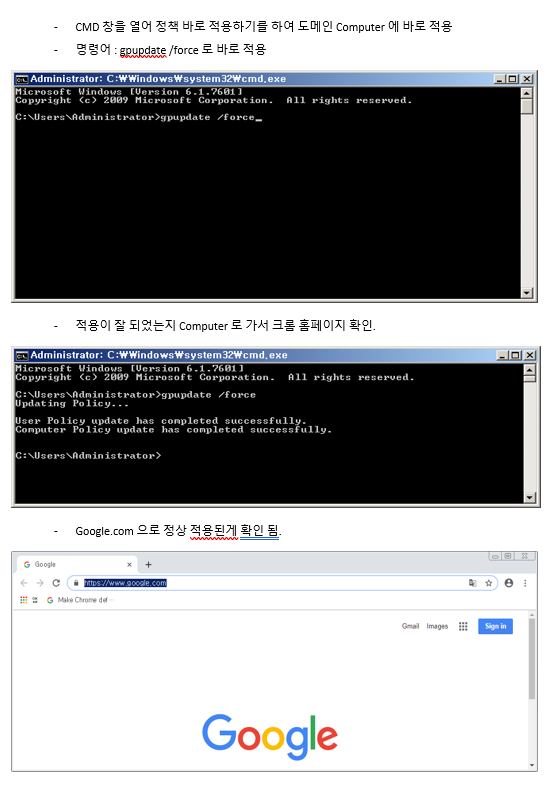 - CMD 창을 열어 정책 바로 적용하기를 하여 도메인 Computer 에 바로 적용
- 명령어 : gpupdate /force 로 바로 적용
Administrator: C:₩Windows₩system32₩cmd.exe
Microsoft Windows [Version 6.1.7601]
Copyright (c) 2009 Microsoft Corporation. All rights reserved.
C:\Users\Administrator>gpupdate /force_
- 적용이 잘 되었는지 Computer 로 가서 크롬 홈페이지 확인.
Administrator: C:₩Windows₩system32₩cmd.exe
Microsoft Windows [Version 6.1.7601]
Copyright (c) 2009 Microsoft Corporation. All rights reserved.
C:\Users\Administrator>gpupdate /force
Updating Policy...
User Policy update has completed successfully.
Computer Policy update has completed successfully.
C:\Users\Administrator>
- Google.com 으로 정상 적용된게 확인 됨.
Google
https://www.google.com
Make Chrome def
Gmail Images Sign in
Google